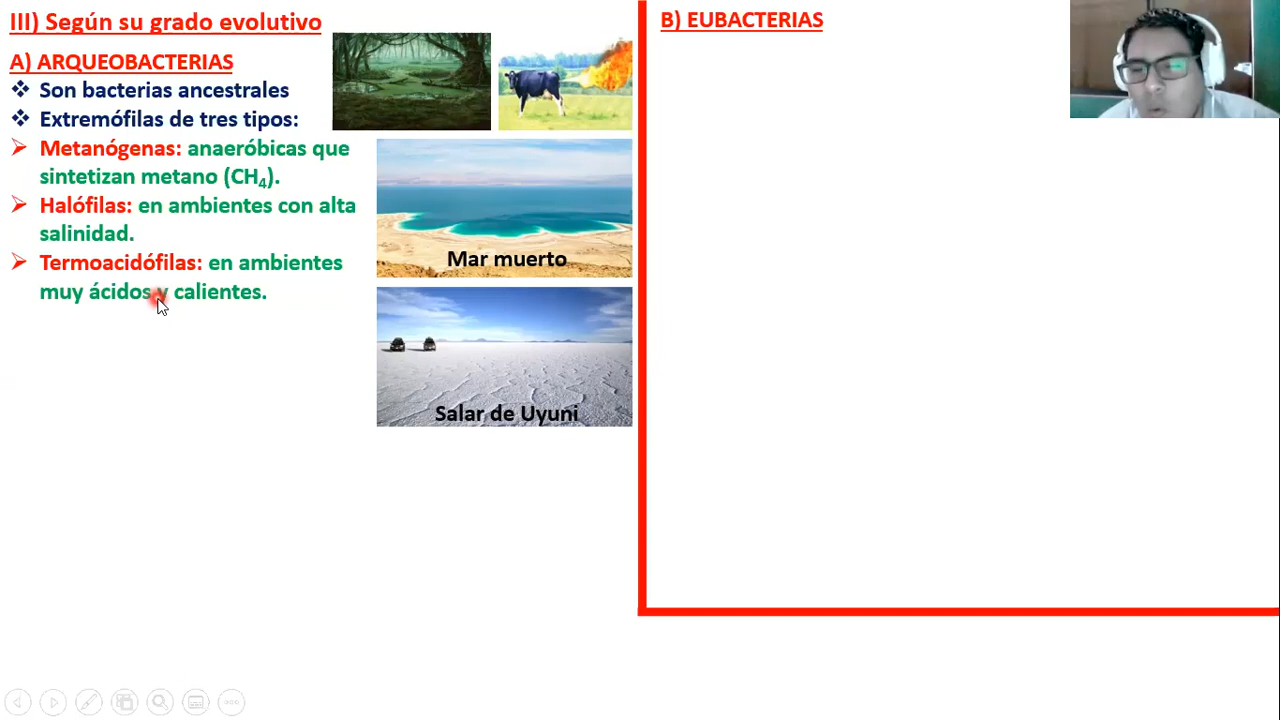 III) Según su grado evolutivo
A) ARQUEOBACTERIAS
Son bacterias ancestrales
Extremófilas de tres tipos:
Metanógenas: anaeróbicas que
sintetizan metano (CH₄).
Halófilas: en ambientes con alta
salinidad.
Termoacidófilas: en ambientes
muy ácidos y calientes.
Mar muerto
Salar de Uyuni
B) EUBACTERIAS